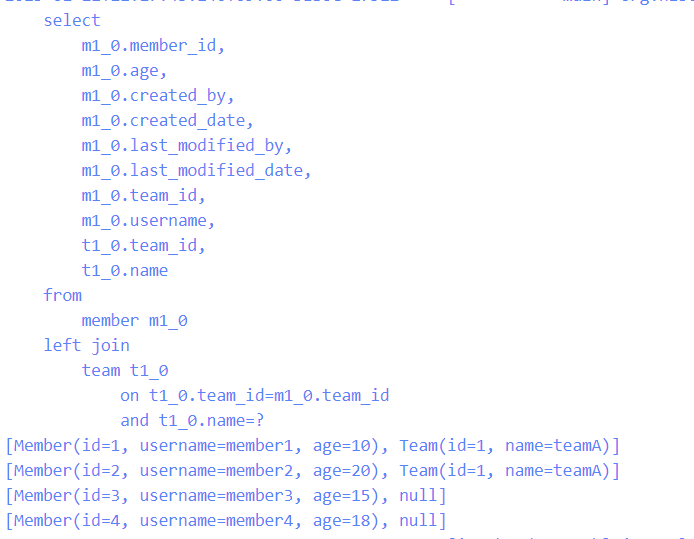 select
m1_0.member_id,
m1_0.age,
m1_0.created_by,
m1_0.created_date,
m1_0.last_modified_by,
m1_0.last_modified_date,
m1_0.team_id,
m1_0.username,
t1_0.team_id,
t1_0.name
from
member m1_0
left join
team t1_0
on t1_0.team_id=m1_0.team_id
and t1_0.name=?
[Member(id=1, username=member1, age=10), Team(id=1, name=teamA)]
[Member(id=2, username=member2, age=20), Team(id=1, name=teamA)]
[Member(id=3, username=member3, age=15), null]
[Member(id=4, username=member4, age=18), null]